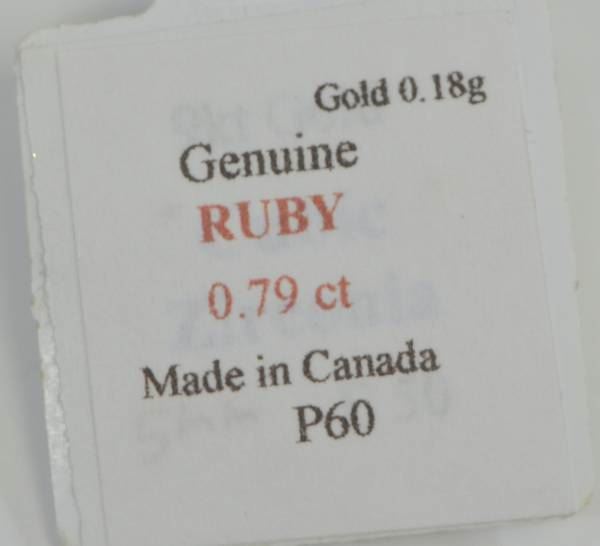 Gold 0.18g
Genuine
RUBY
0.79 ct
Made in Canada
P60